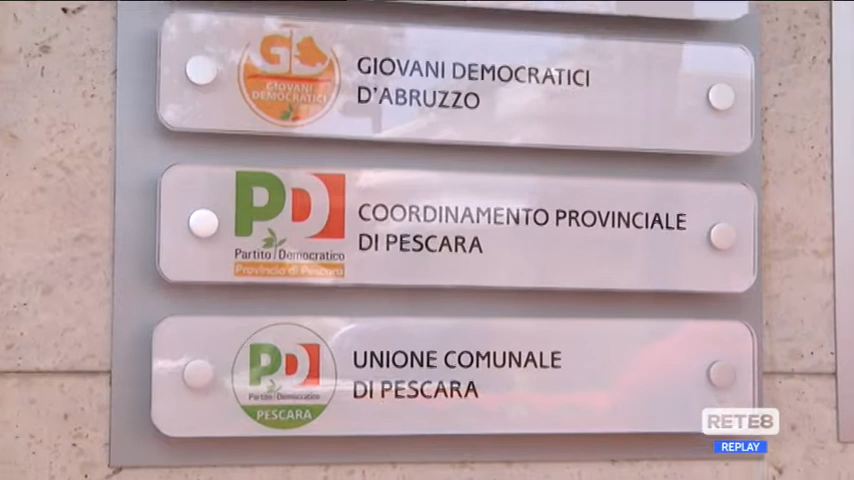 GD
GIOVANI
DEMOCRATICI
GIOVANI DEMOCRATICI
D'ABRUZZO
PD
Partito Democratico
Provincia di Pescara
COORDINAMENTO PROVINCIALE
DI PESCARA
PD
Partito Democratico
PESCARA
UNIONE COMUNALE
DI PESCARA
RETE8
REPLAY